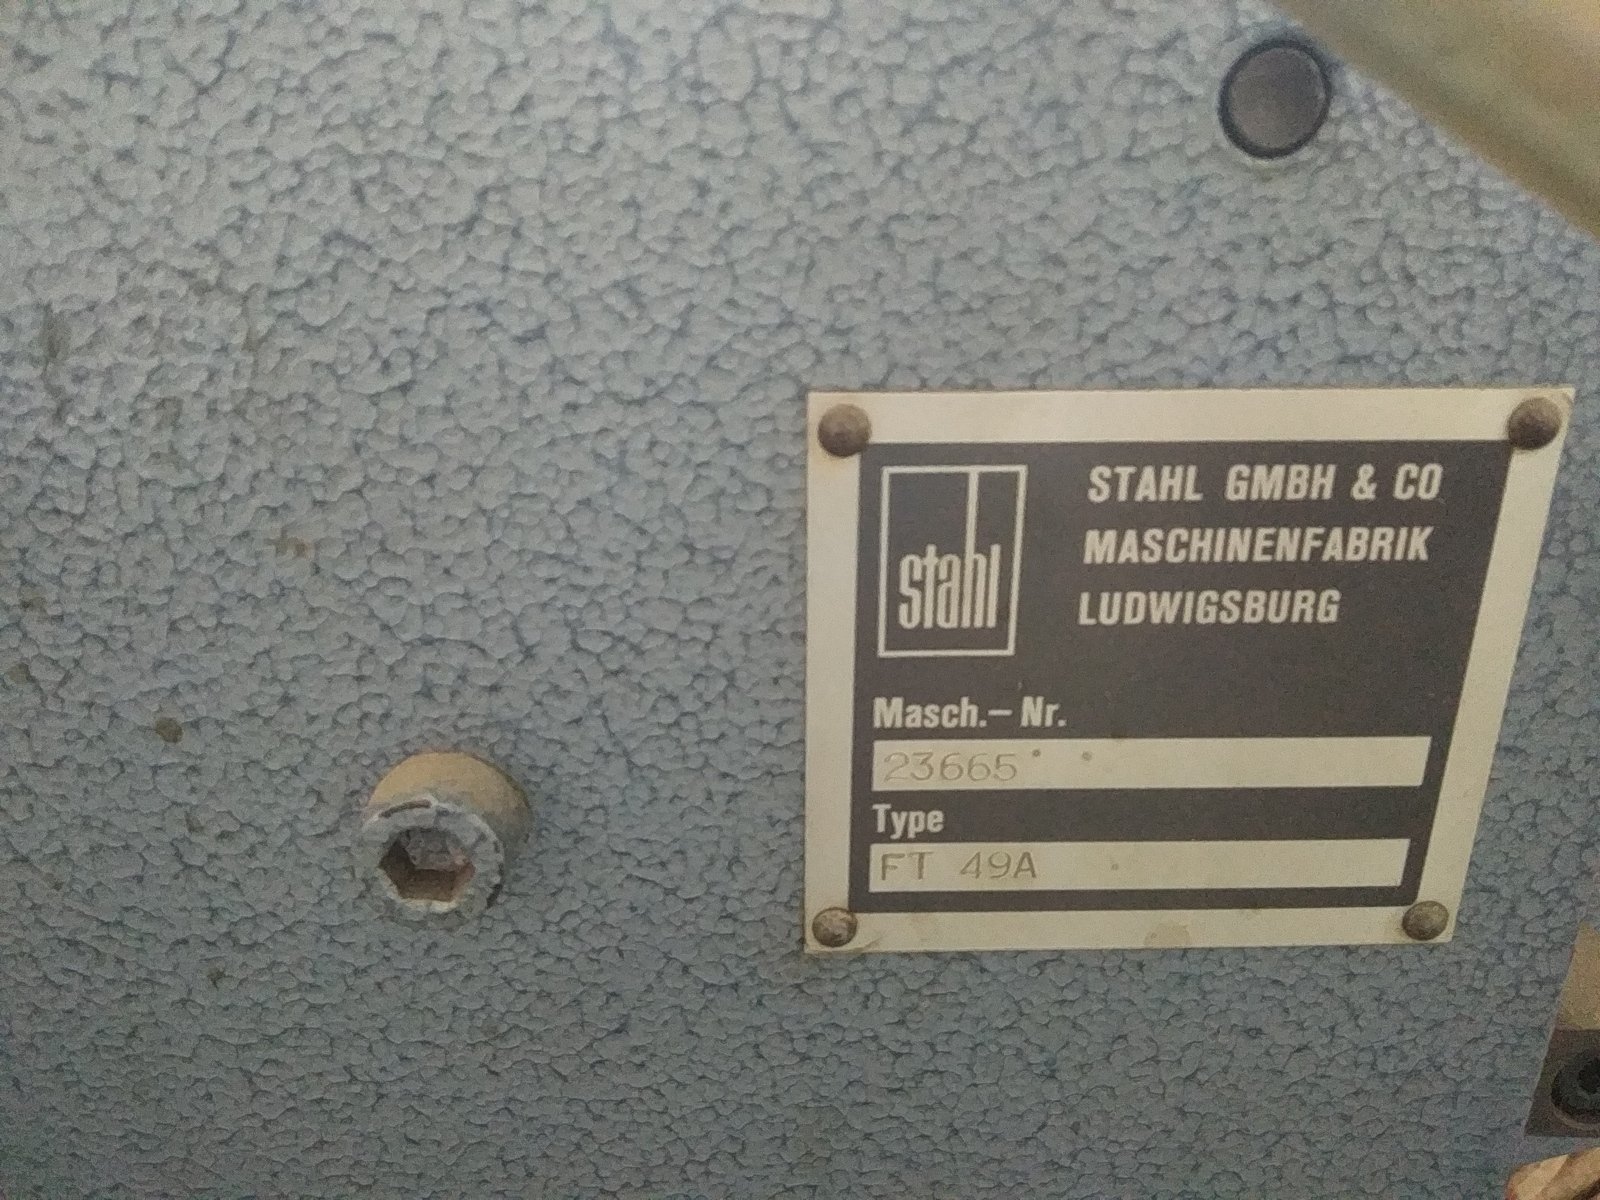 stahl
STAHL GMBH & CO
MASCHINENFABRIK
LUDWIGSBURG
Masch.– Nr.
23665
Type
FT 49A